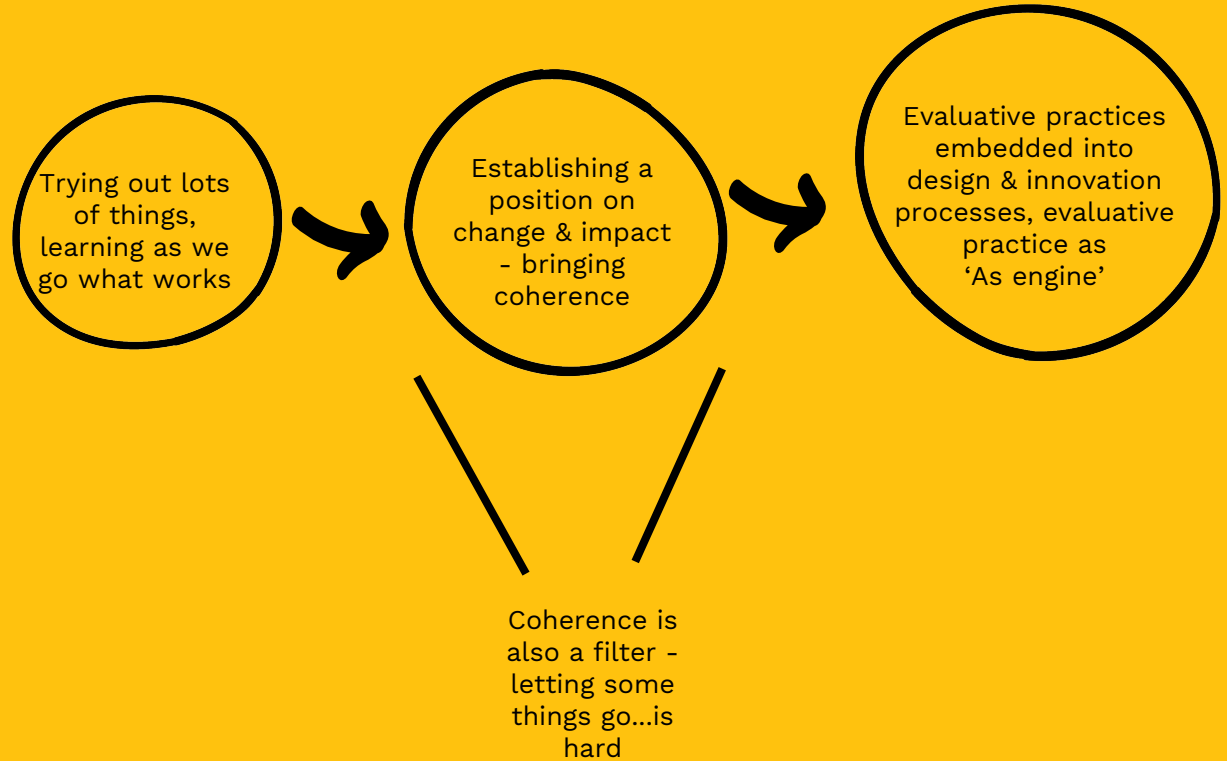 Trying out lots
of things,
learning as we
go what works
Establishing a
position on
change & impact
- bringing
coherence
Evaluative practices
embedded into
design & innovation
processes, evaluative
practice as
‘As engine’
Coherence is
also a filter -
letting some
things go...is
hard